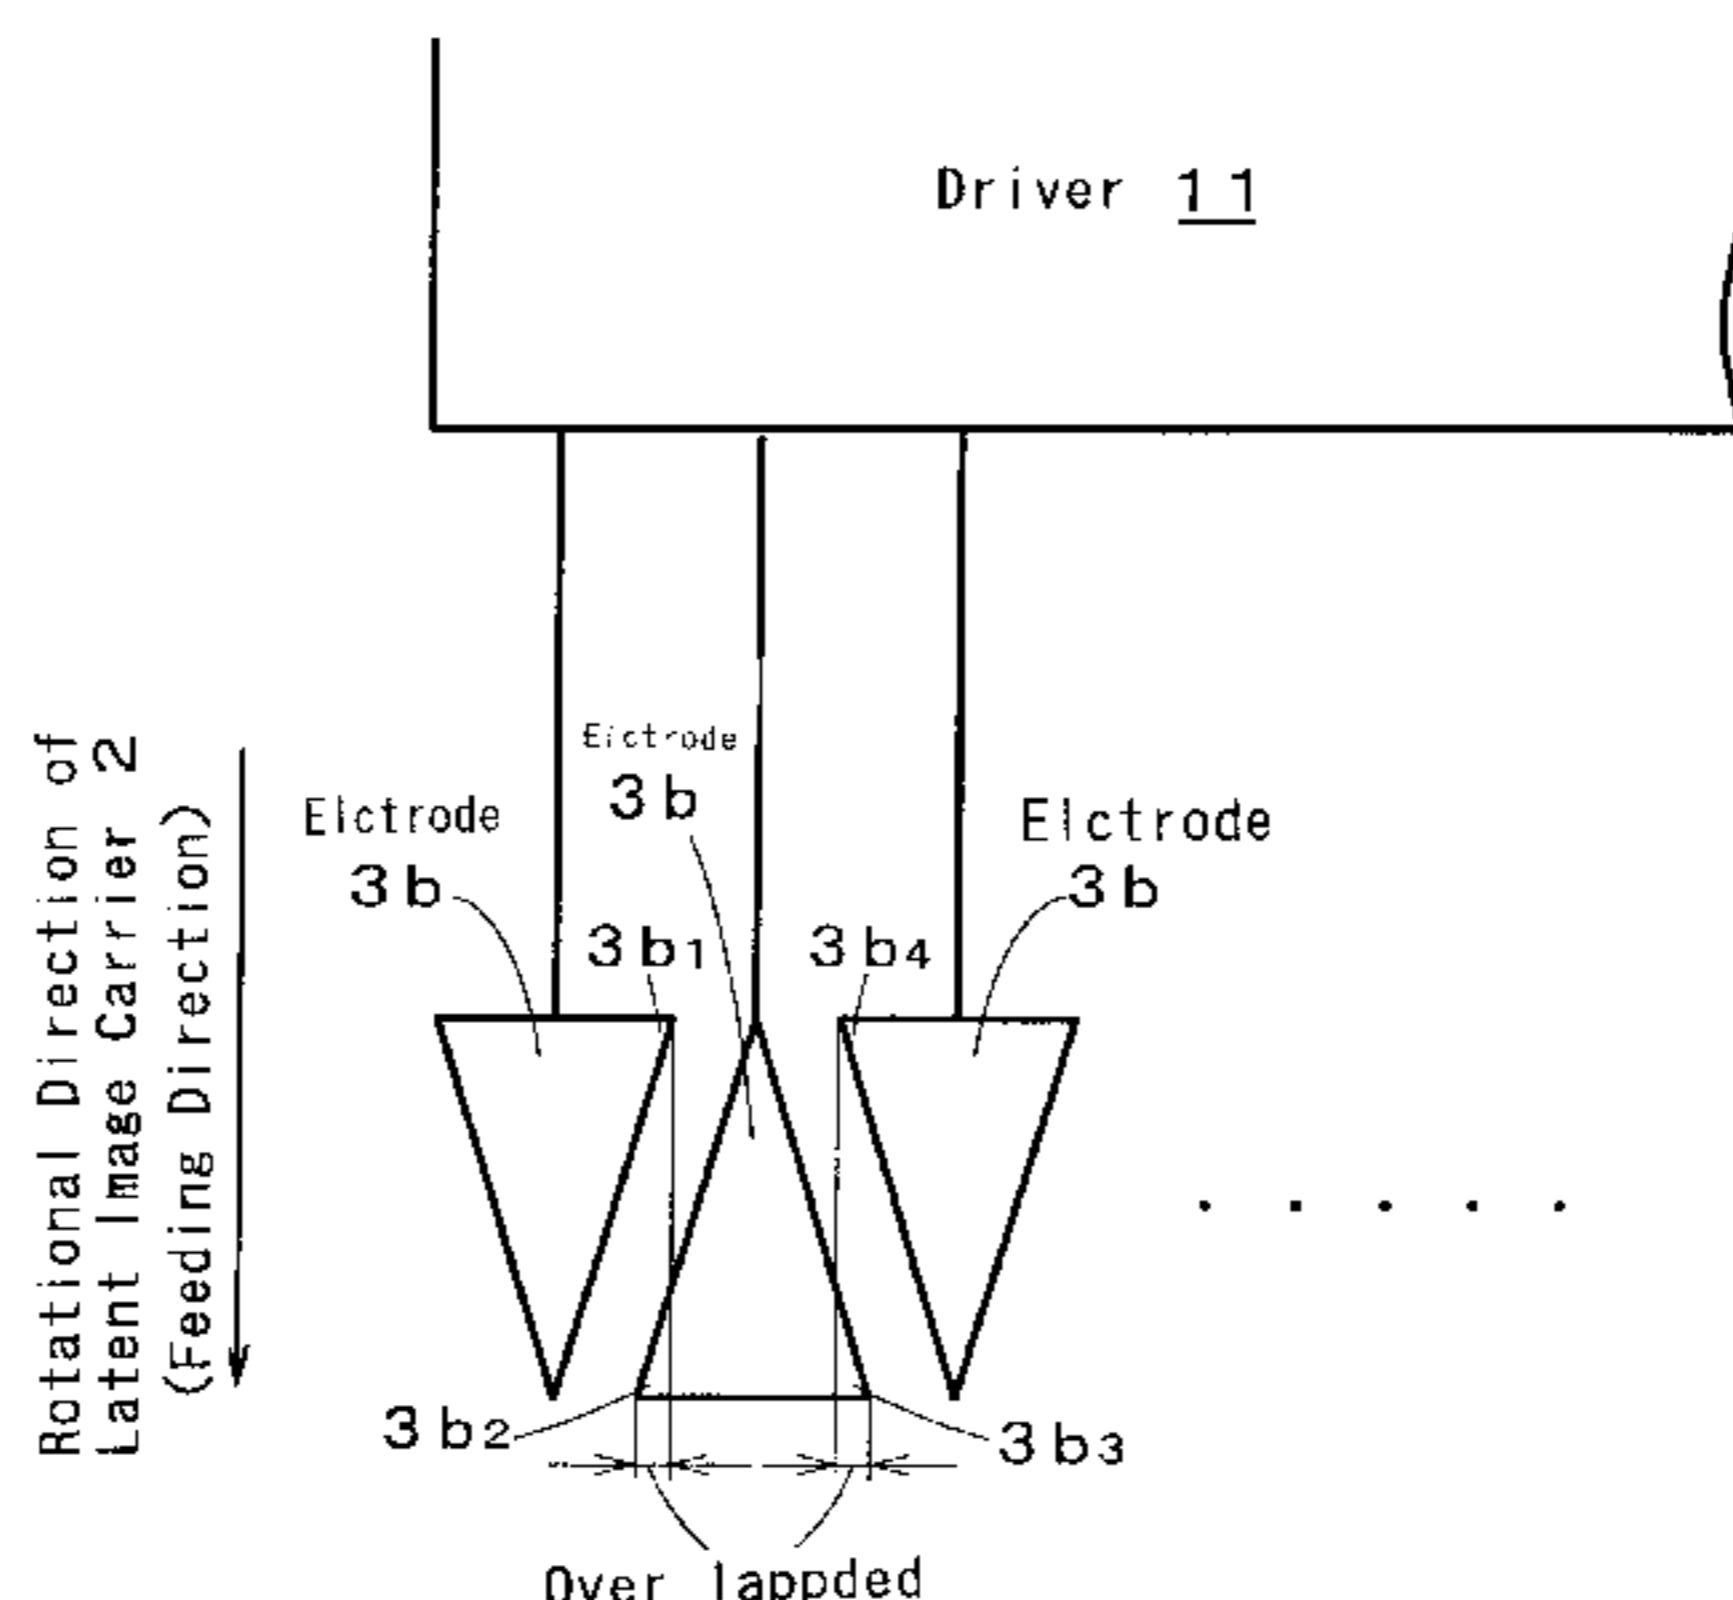 Driver 11
Elctrode
3b
Elctrode
3b
Elctrode
3b
3b1
3b4
Rotational Direction of
Latent Image Carrier 2
(Feeding Direction)
3b2
3b3
Over lappded